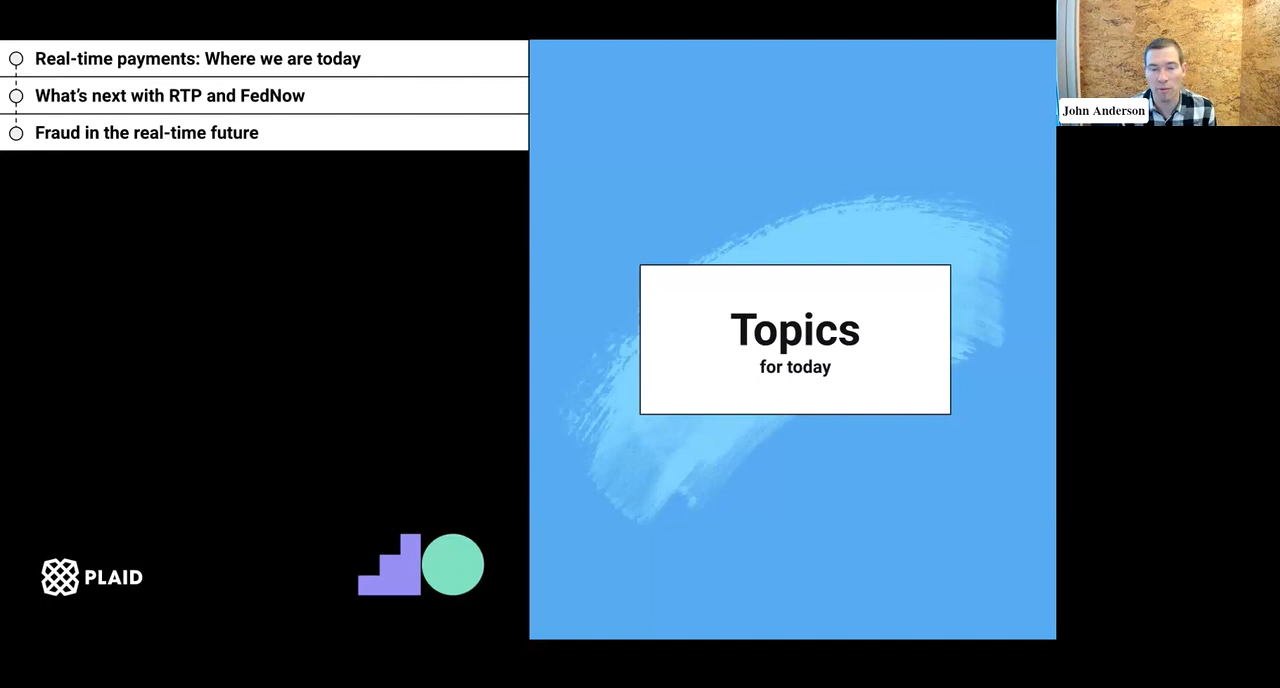 Real-time payments: Where we are today
What’s next with RTP and FedNow
Fraud in the real-time future
Topics
for today
PLAID
John Anderson